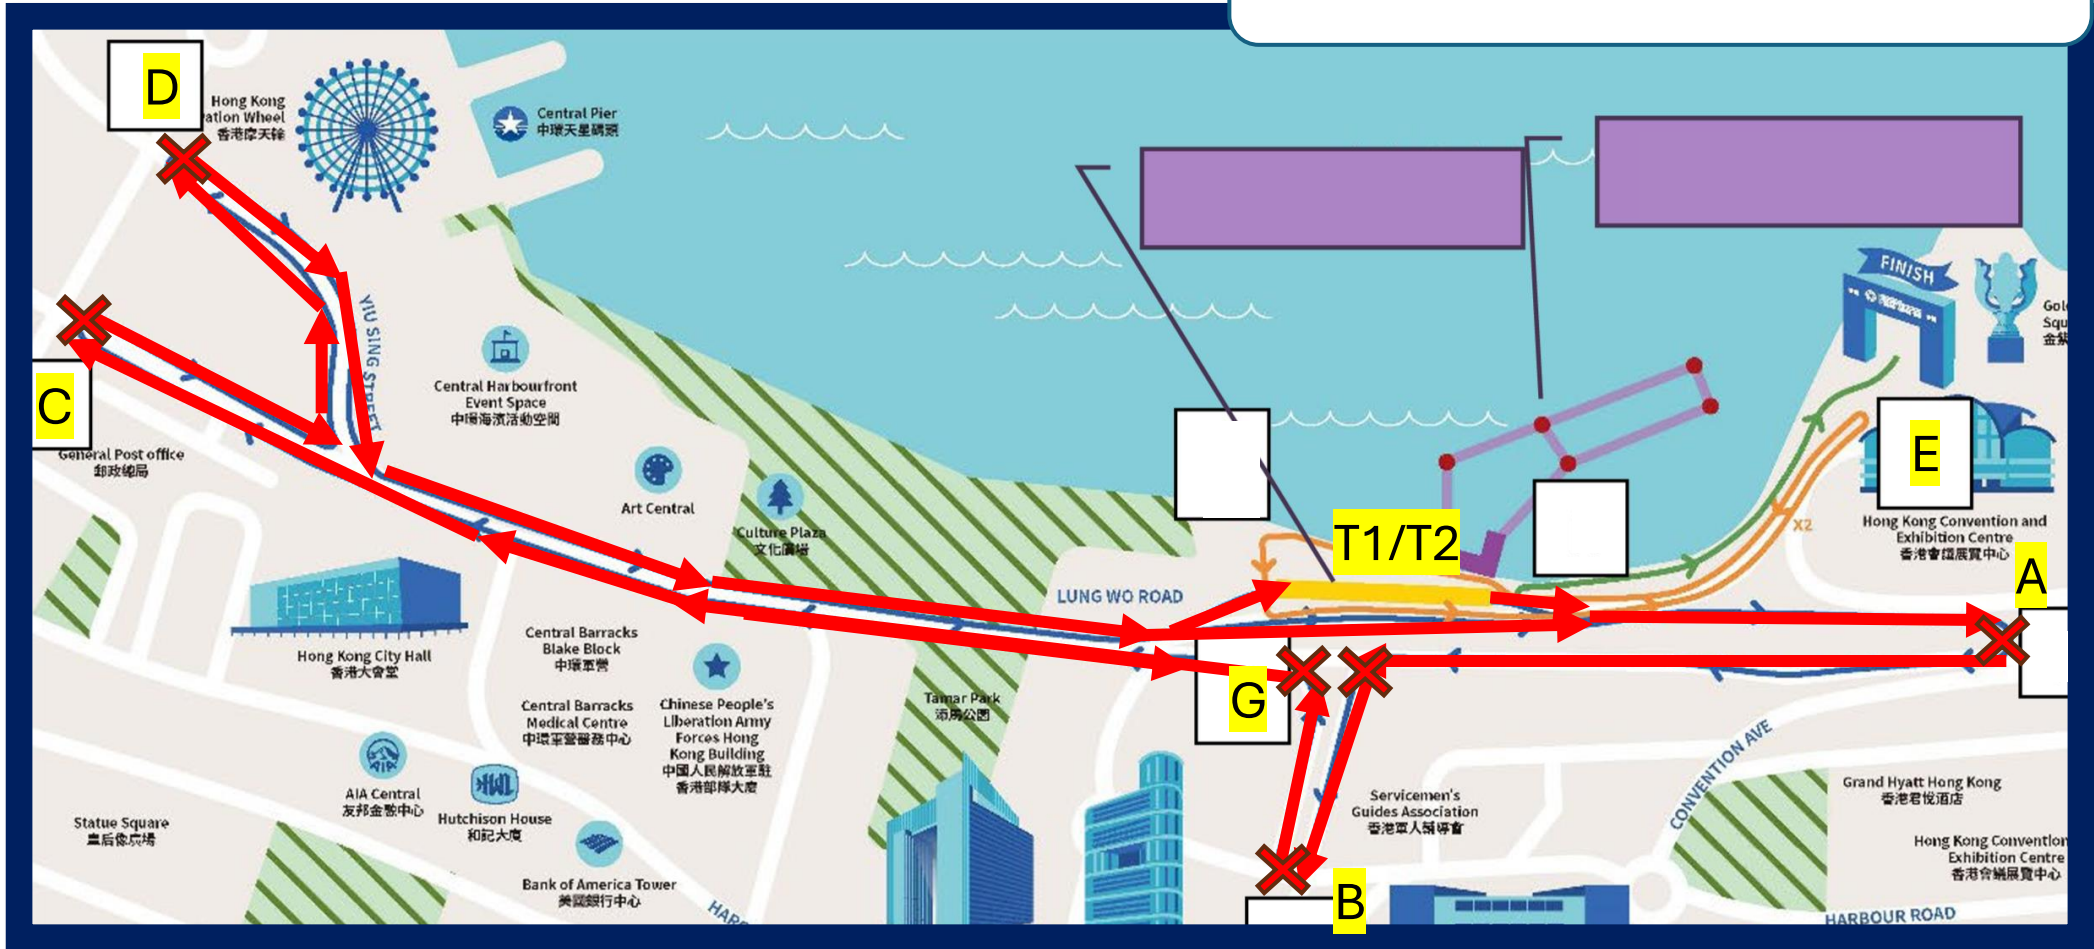 D
Hong Kong
ation Wheel
香港摩天輪
Central Pier
中環天星碼頭
FINISH
YIU SING STREET
C
General Post office
郵政總局
Central Harbourfront
Event Space
中環海濱活動空間
Art Central
Culture Plaza
文化廣場
T1/T2
E
X2
Hong Kong Convention and
Exhibition Centre
香港會議展覽中心
A
LUNG WO ROAD
Hong Kong City Hall
香港大會堂
Central Barracks
Blake Block
中環軍營
Central Barracks
Medical Centre
中環軍營醫務中心
Chinese People's
Liberation Army
Forces Hong
Kong Building
中國人民解放軍駐
香港部隊大廈
Tamar Park
添馬公園
G
CONVENTION AVE
AIA
AIA Central
友邦金融中心
HWL
Hutchison House
和記大廈
Statue Square
皇后像廣場
Bank of America Tower
美國銀行中心
Servicemen's
Guides Association
香港軍人輔導會
Grand Hyatt Hong Kong
香港君悅酒店
Hong Kong Convention
Exhibition Centre
香港會議展覽中心
B
HARBOUR ROAD